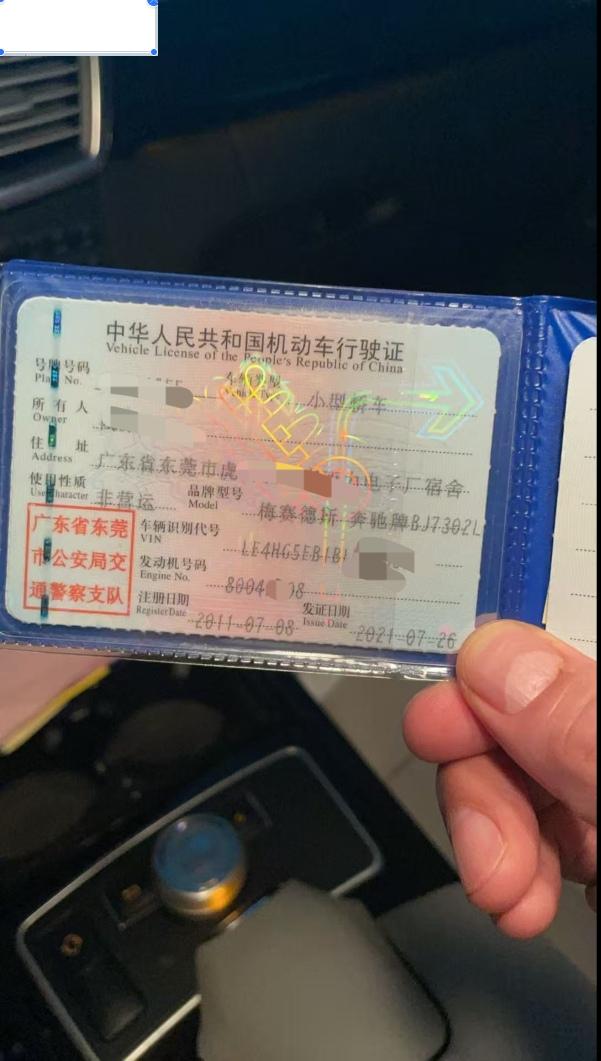 中华人民共和国机动车行驶证
Vehicle License of the People's Republic of China
号牌号码
No.
小型轿车
所有人
Owner
住址
Address
广东省东莞市虎
电子厂宿舍
使用性质
Use Character
非营运
品牌型号
Model
梅赛德斯-奔驰牌BJ7302L
广东省东莞
市公安局交
通警察支队
车辆识别代号
VIN
LE4HG5EB1B
发动机号码
Engine No.
8004
08
注册日期
Register Date
2011-07-08
发证日期
Issue Date
2021-07-26